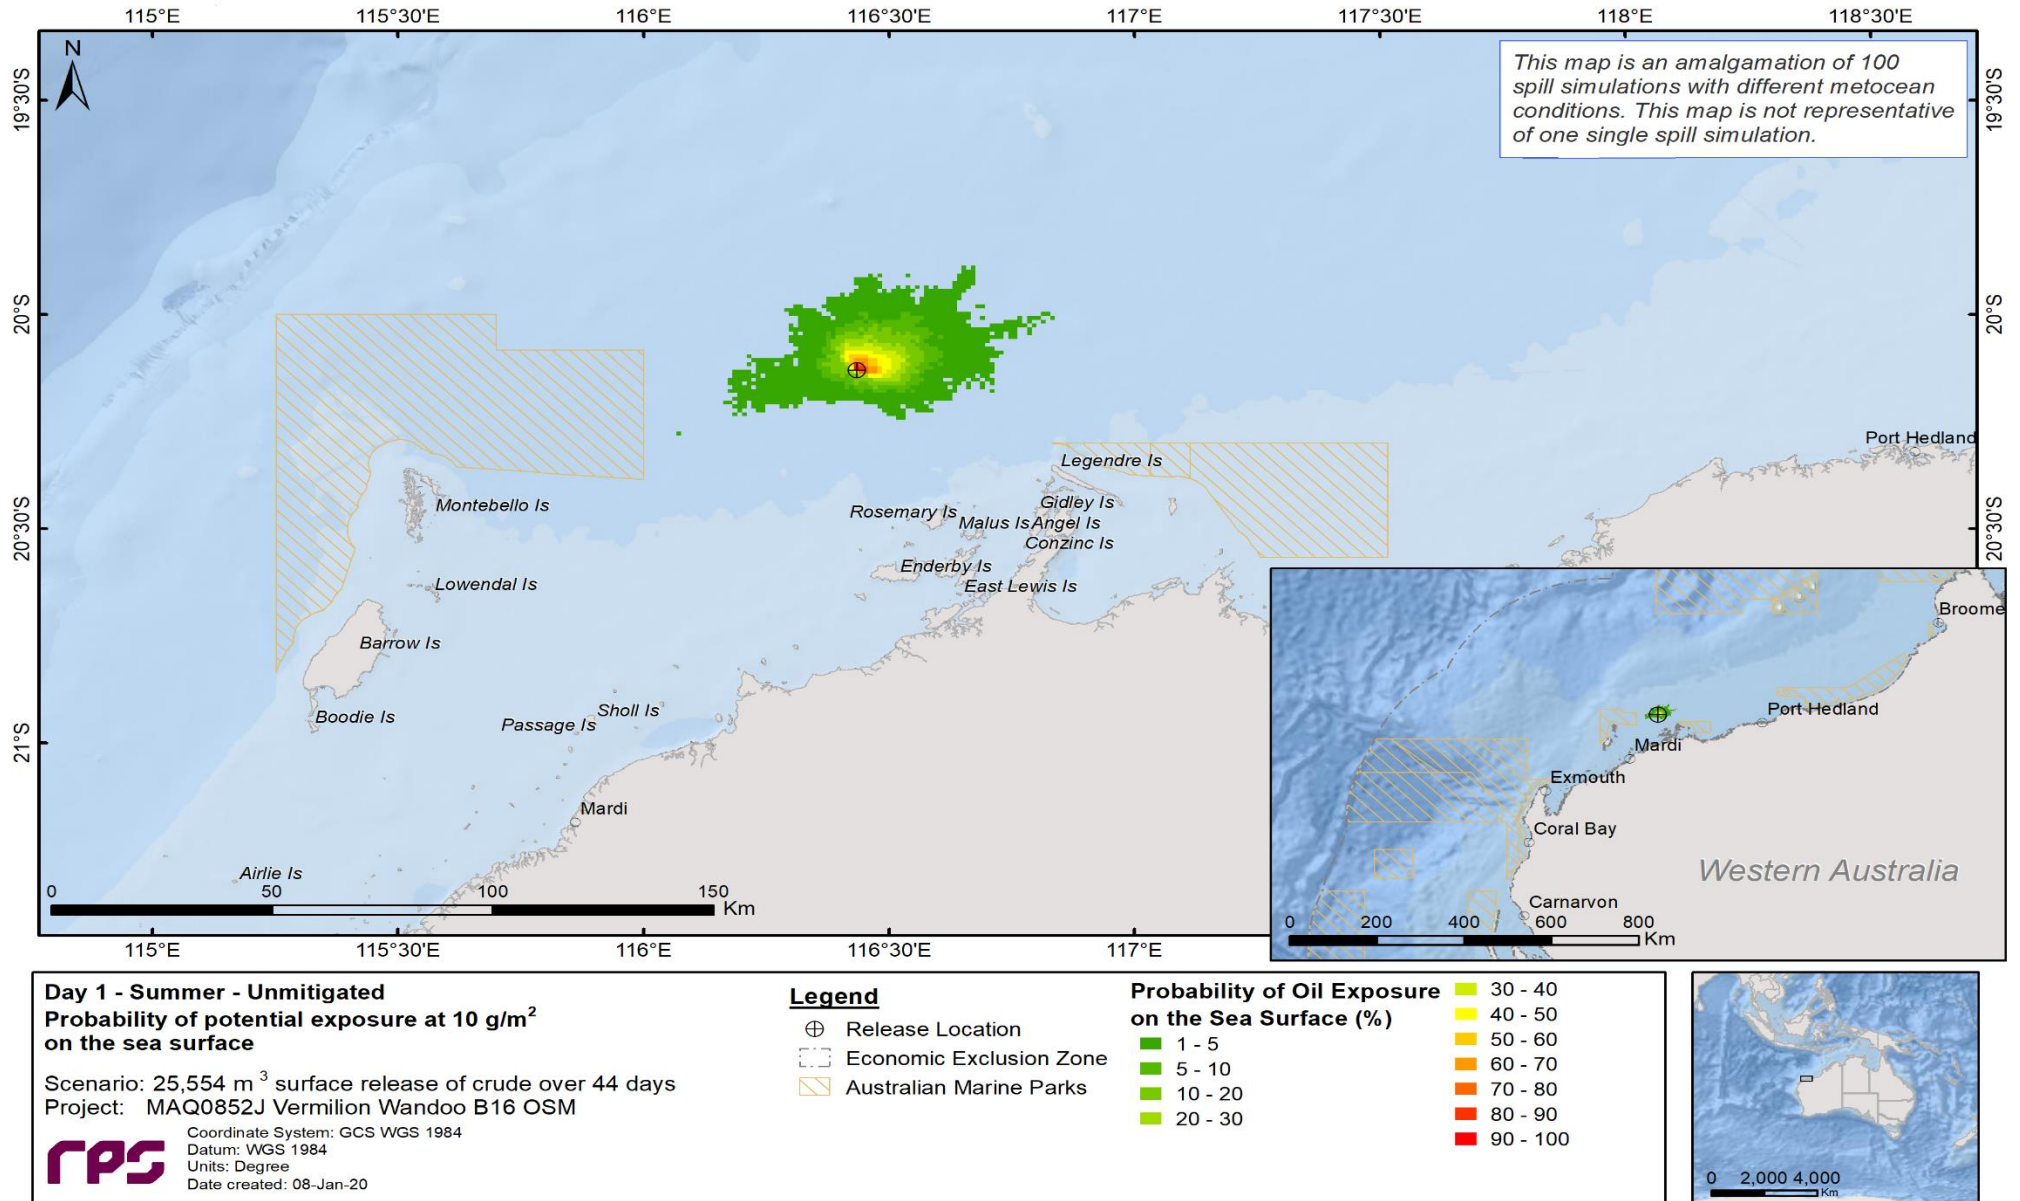 115°E 115°30'E 116°E 116°30'E 117°E 117°30'E 118°E 118°30'E
N
This map is an amalgamation of 100
spill simulations with different metocean
conditions. This map is not representative
of one single spill simulation.
19°30'S 19°30'S
20°S 20°S
Port Hedland
Legendre Is
Montebello Is
Gidley Is
Rosemary Is
Malus Is Angel Is
20°30'S 20°30'S
Conzinc Is
Enderby Is
Lowendal Is
East Lewis Is
Barrow Is
Sholl Is
Boodie Is
Passage Is
21°S
Mardi
Airlie Is
0 50 100 150
Km
115°E 115°30'E 116°E 116°30'E 117°E
Broome
Port Hedland
Mardi
Exmouth
Coral Bay
Western Australia
Carnarvon
0 200 400 600 800
Km
Day 1 - Summer - Unmitigated
Probability of potential exposure at 10 g/m²
on the sea surface
Scenario: 25,554 m ³ surface release of crude over 44 days
Project: MAQ0852J Vermilion Wandoo B16 OSM
rps
Coordinate System: GCS WGS 1984
Datum: WGS 1984
Units: Degree
Date created: 08-Jan-20
Legend
Release Location
Economic Exclusion Zone
Australian Marine Parks
Probability of Oil Exposure
on the Sea Surface (%)
1 - 5
5 - 10
10 - 20
20 - 30
30 - 40
40 - 50
50 - 60
60 - 70
70 - 80
80 - 90
90 - 100
0 2,000 4,000
Km